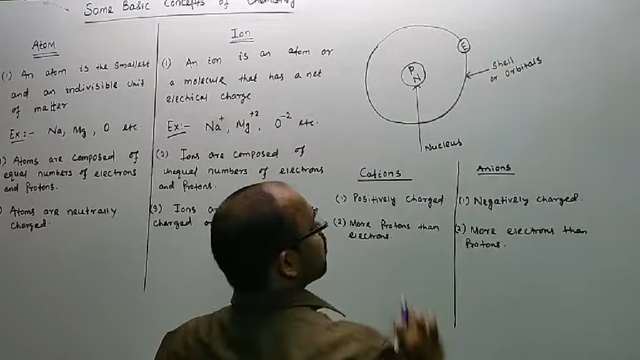 Some Basic Concepts of Chemistry
Atom
(1) An atom is the smallest
and an indivisible unit
of matter
Ex:- Na, Mg, O etc.
) Atoms are composed of
equal numbers of electrons
and Protons.
) Atoms are neutrally
charged.
Ion
(1) An ion is an atom or
a molecule that has a net
electrical charge.
Ex:- Na+, Mg+2, O-2 etc.
(2) Ions are composed of
unequal numbers of electrons
and Protons.
(3) Ions
charged
E
P
N
Shell
or Orbitals
Nucleus
Cations
(1) Positively charged
(2) More Protons than
electrons
Anions
(1) Negatively charged.
(2) More electrons than
Protons.